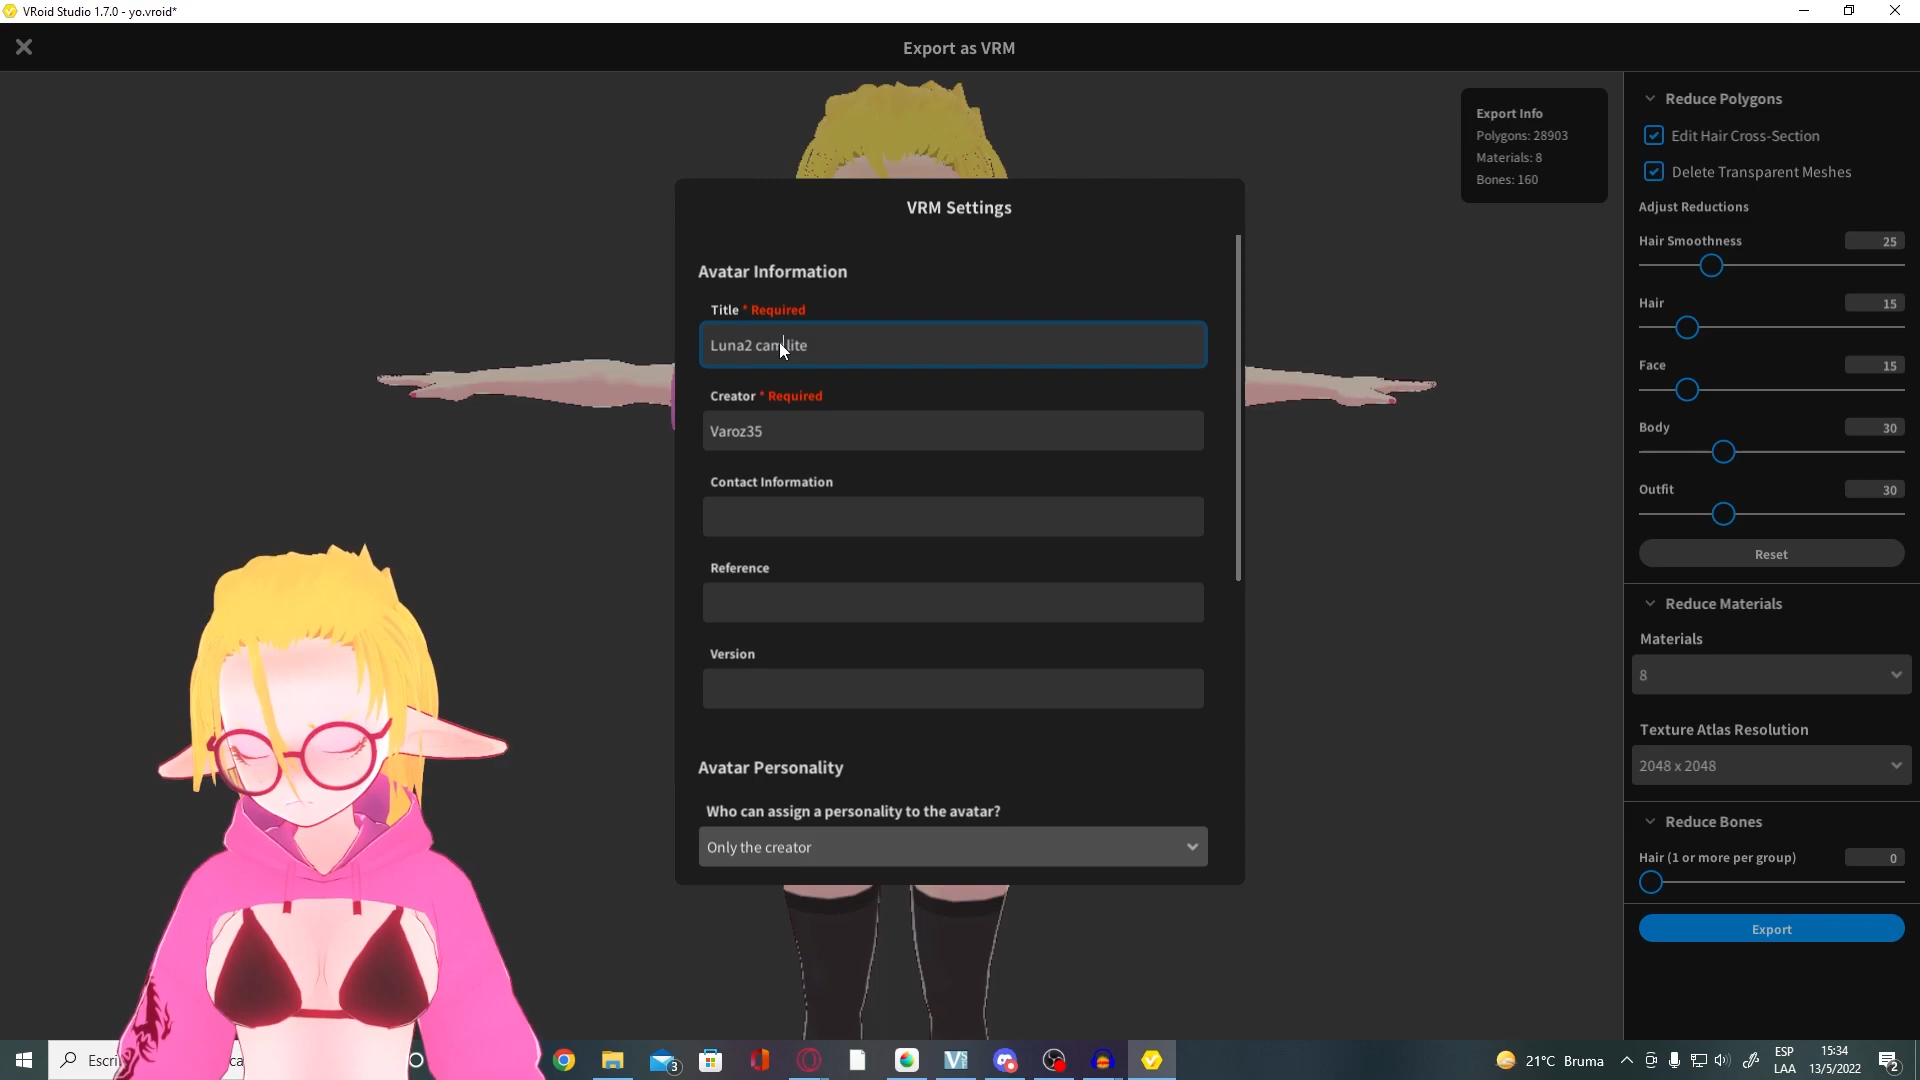 VRoid Studio 1.7.0 - yo.vroid*
Export as VRM
Export Info
Polygons: 28903
Materials: 8
Bones: 160
VRM Settings
Avatar Information
Title * Required
Luna2 cam lite
Creator * Required
Varoz35
Contact Information
Reference
Version
Avatar Personality
Who can assign a personality to the avatar?
Only the creator
Reduce Polygons
Edit Hair Cross-Section
Delete Transparent Meshes
Adjust Reductions
Hair Smoothness 25
Hair 15
Face 15
Body 30
Outfit 30
Reset
Reduce Materials
Materials
8
Texture Atlas Resolution
2048 x 2048
Reduce Bones
Hair (1 or more per group) 0
Export
3
21°C Bruma
ESP
LAA
15:34
13/5/2022
2